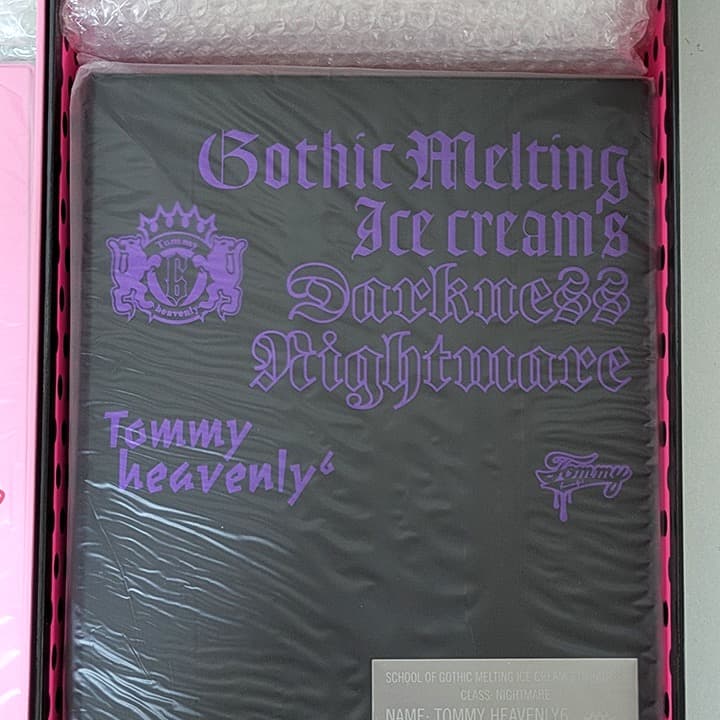 Gothic Melting
Ice cream's
Darkness
Nightmare
Tommy
6
heavenly
Tommy
heavenly6
Tommy
SCHOOL OF GOTHIC MELTING ICE CREAM'S
CLASS: NIGHTMARE
NAME: TOMMY HEAVENLY6